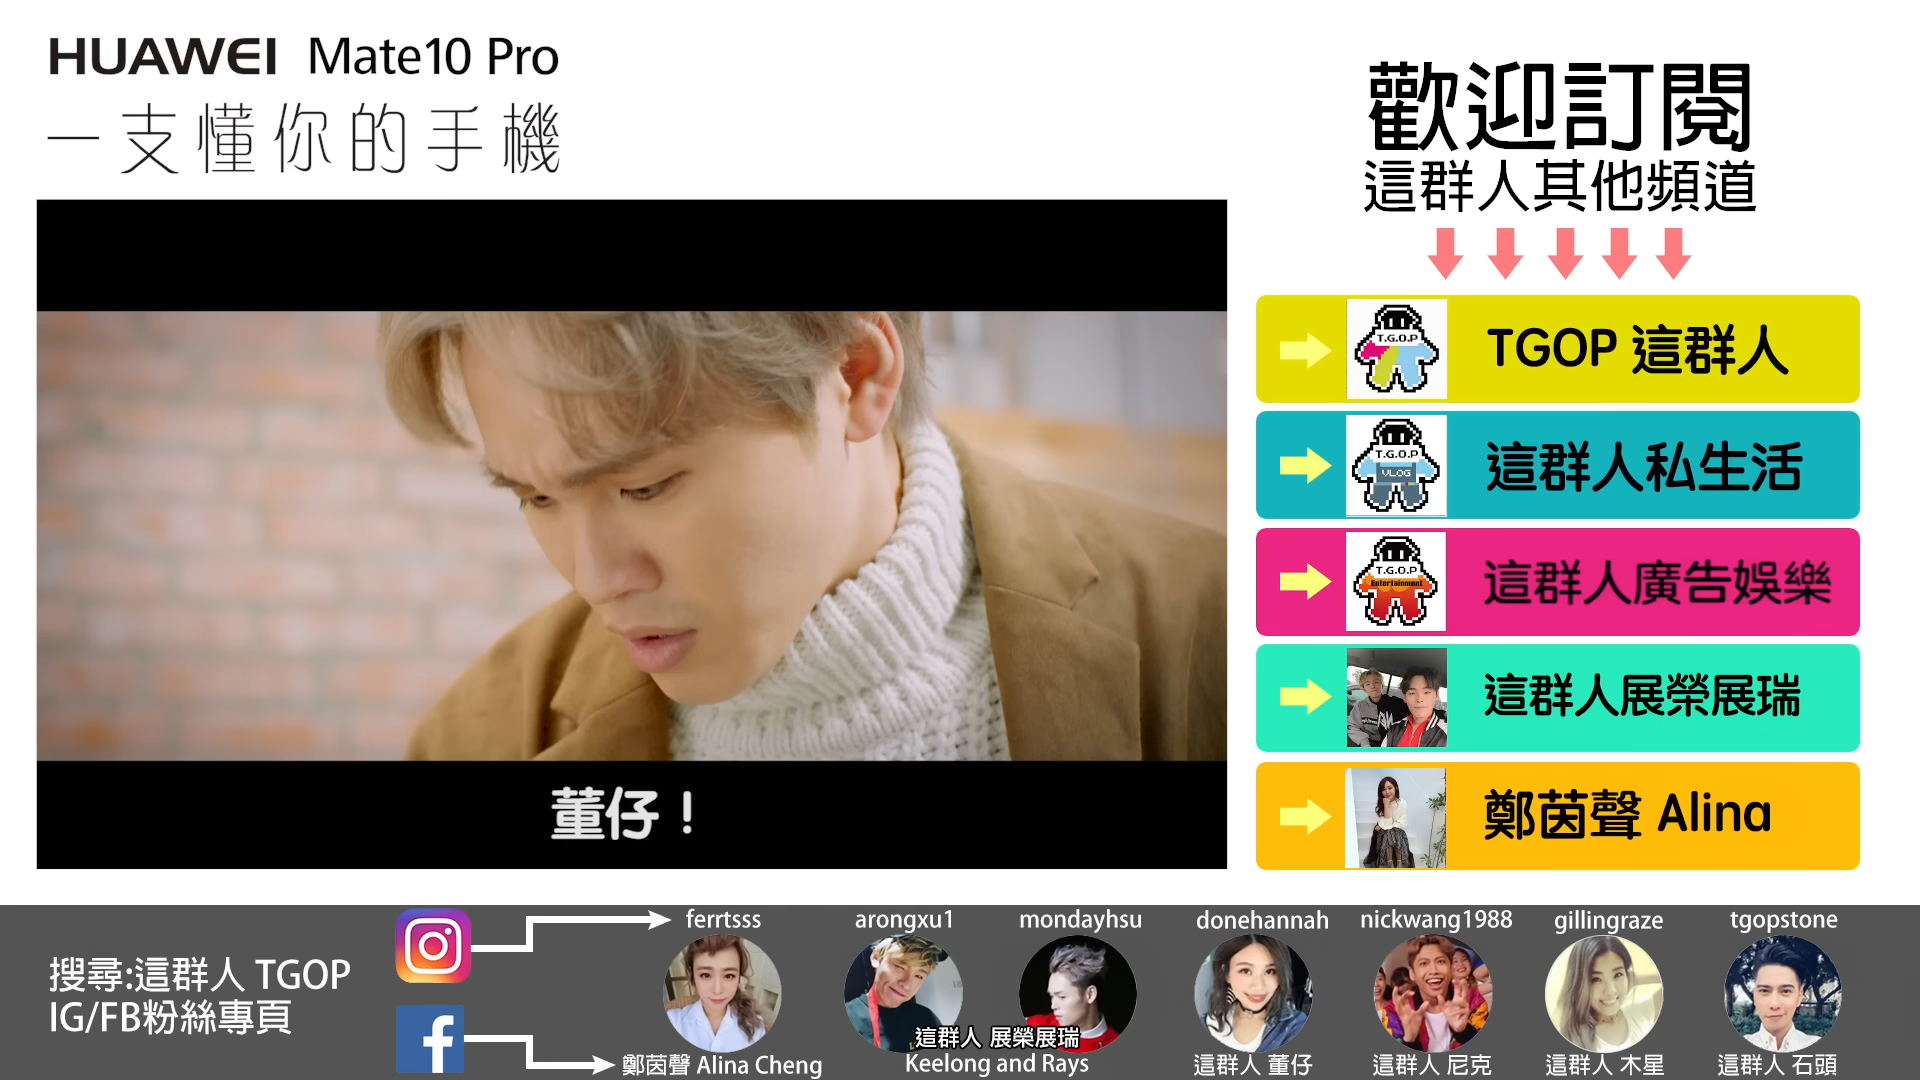 HUAWEI Mate10 Pro
一支懂你的手機
歡迎訂閱
這群人其他頻道
T.G.O.P
TGOP 這群人
T.G.O.P
VLOG
這群人私生活
T.G.O.P
Entertainment
這群人廣告娛樂
這群人展榮展瑞
鄭茵聲 Alina
董仔！
搜尋:這群人 TGOP
IG/FB粉絲專頁
ferrtsss
arongxu1
mondayhsu
donehannah
nickwang1988
gillingraze
tgopstone
鄭茵聲 Alina Cheng
這群人 展榮展瑞
Keelong and Rays
這群人 董仔
這群人 尼克
這群人 木星
這群人 石頭